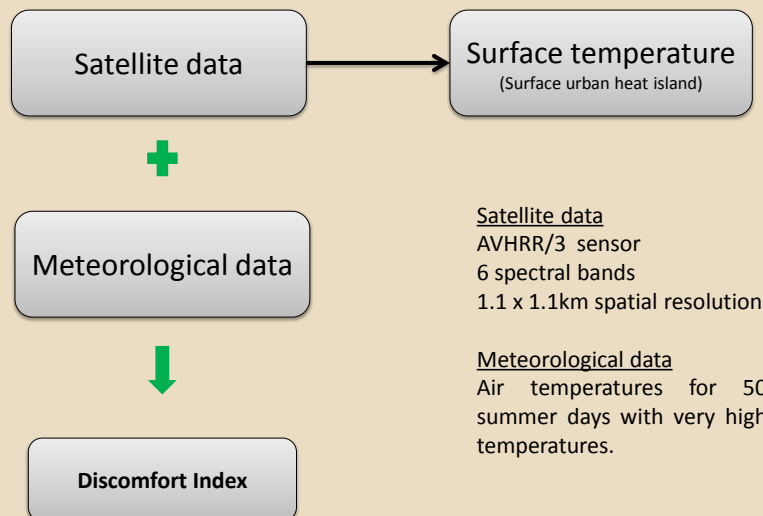 Satellite data
Surface temperature
(Surface urban heat island)
Meteorological data
Satellite data
AVHRR/3 sensor
6 spectral bands
1.1 x 1.1km spatial resolution
Meteorological data
Air temperatures for 50
summer days with very high
temperatures.
Discomfort Index